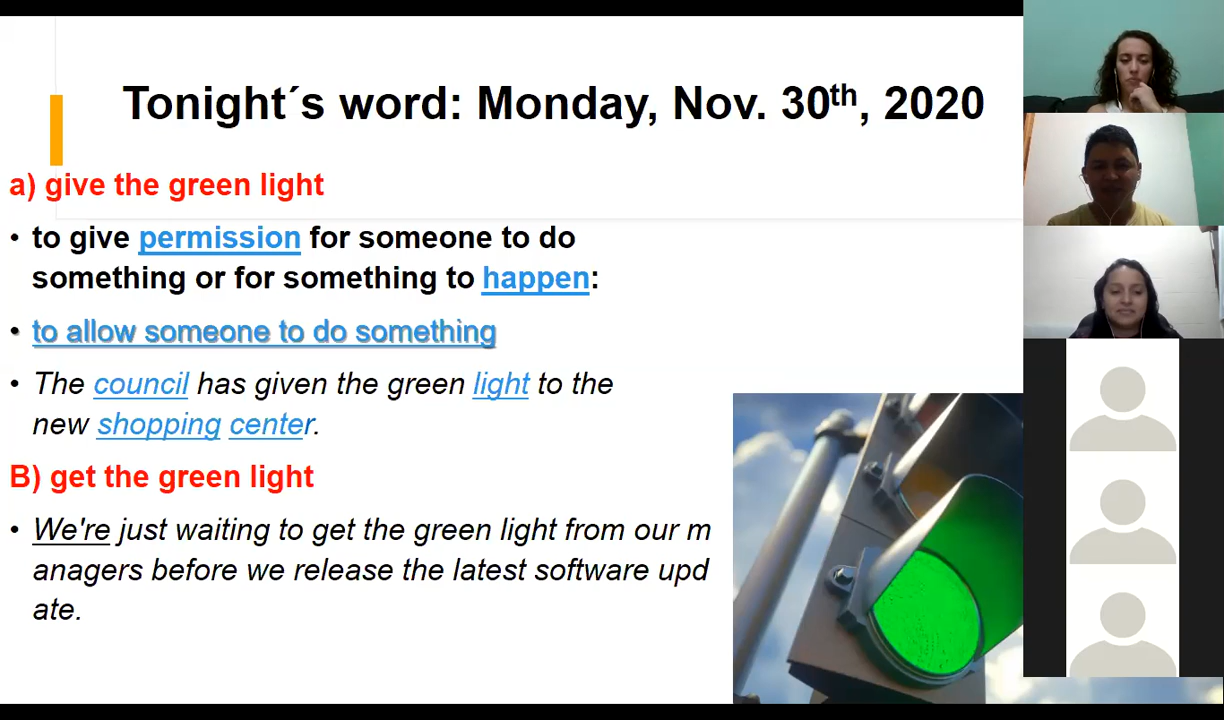 Tonight´s word: Monday, Nov. 30th, 2020
a) give the green light
• to give permission for someone to do
something or for something to happen:
• to allow someone to do something
• The council has given the green light to the
new shopping center.
B) get the green light
• We're just waiting to get the green light from our m
anagers before we release the latest software upd
ate.